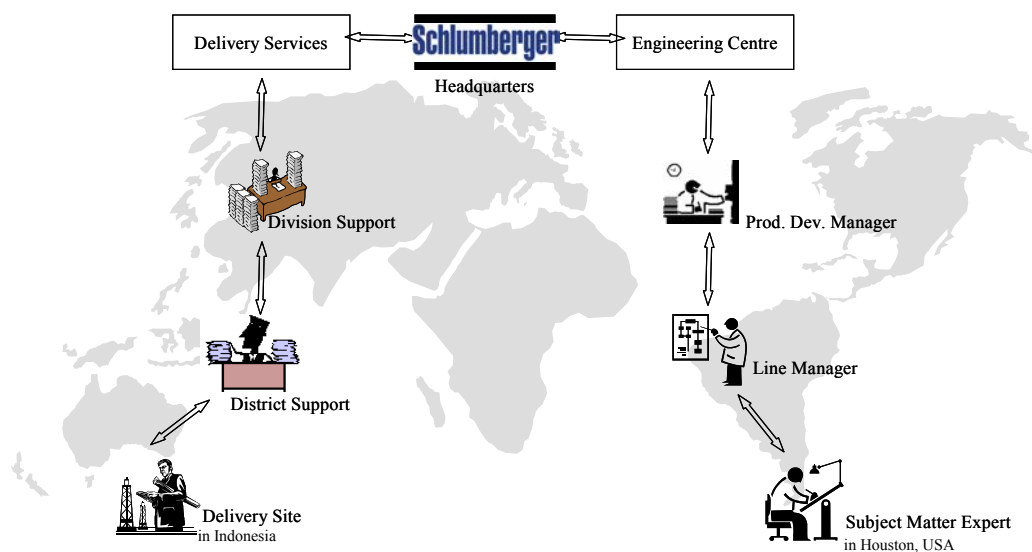 Delivery Services
Schlumberger
Engineering Centre
Headquarters
Division Support
Prod. Dev. Manager
Line Manager
District Support
Delivery Site
in Indonesia
Subject Matter Expert
in Houston, USA